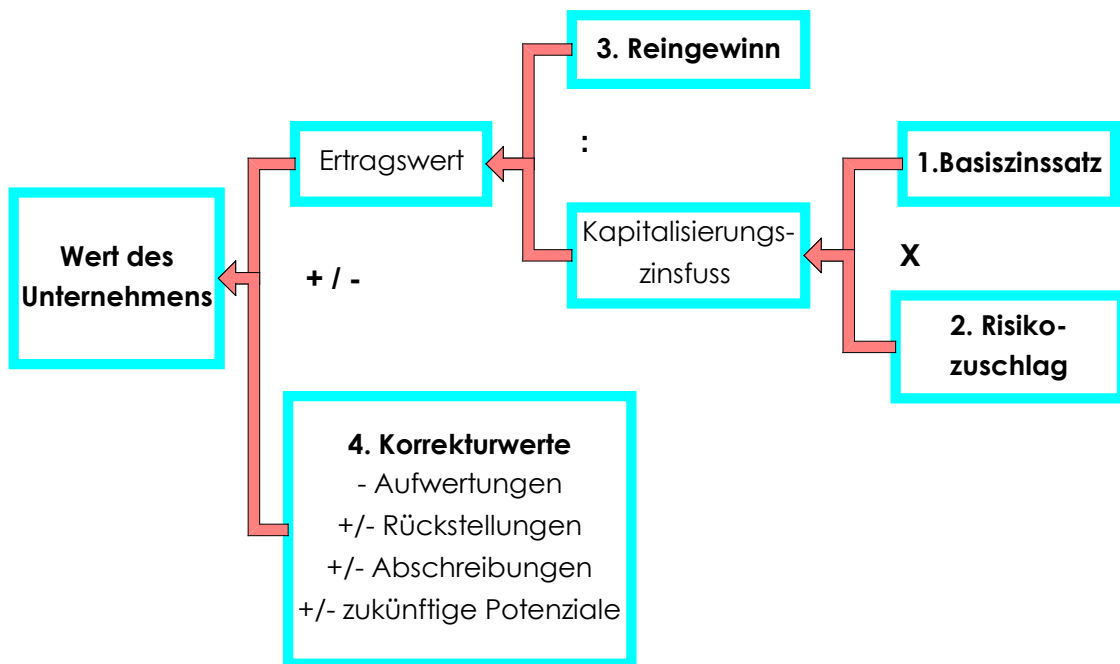 3. Reingewinn
:
Ertragswert
1.Basiszinssatz
Kapitalisierungs-
zinsfuss
X
Wert des
Unternehmens
+ / -
2. Risiko-
zuschlag
4. Korrekturwerte
- Aufwertungen
+/- Rückstellungen
+/- Abschreibungen
+/- zukünftige Potenziale